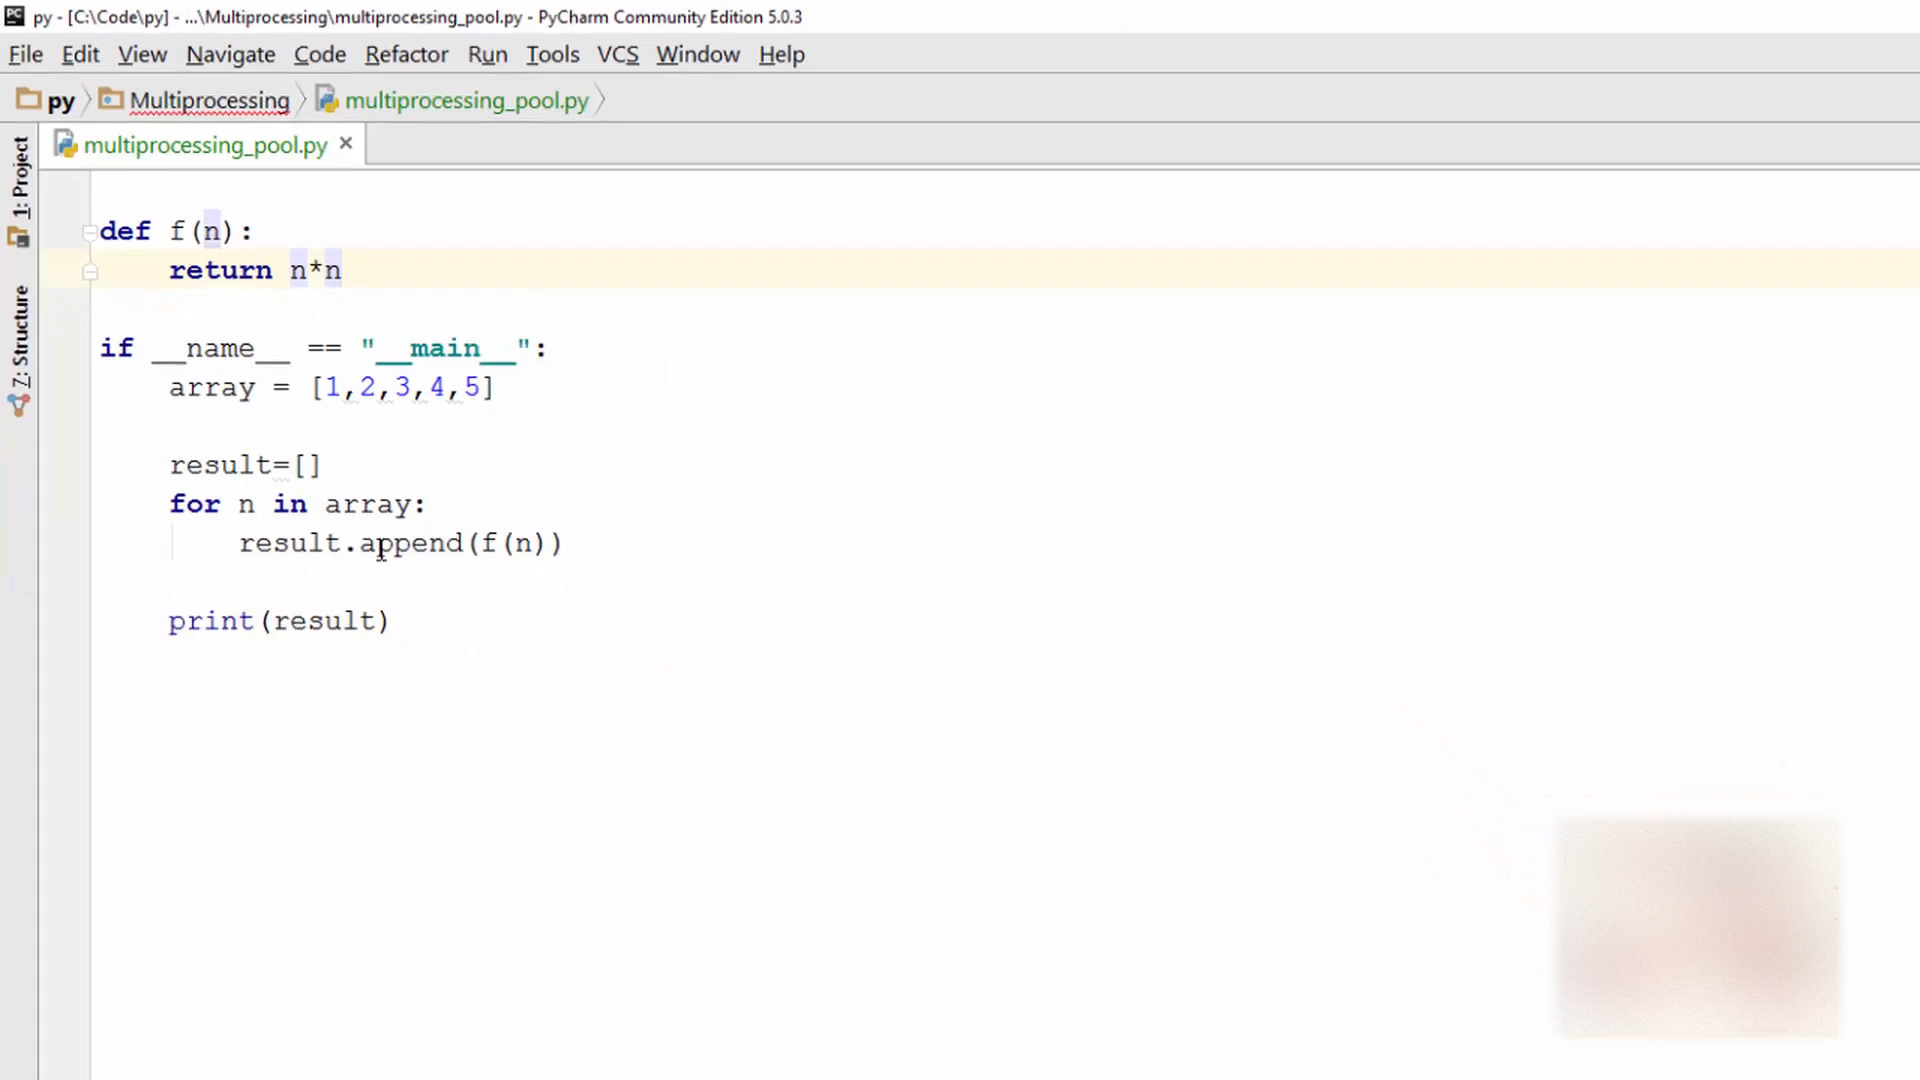 py - [C:\Code\py] - ...\Multiprocessing\multiprocessing_pool.py - PyCharm Community Edition 5.0.3
File Edit View Navigate Code Refactor Run Tools VCS Window Help
py Multiprocessing multiprocessing_pool.py
multiprocessing_pool.py
1: Project
7: Structure
def f(n):
    return n*n
if __name__ == "__main__":
    array = [1,2,3,4,5]
    result=[]
    for n in array:
        result.append(f(n))
    print(result)